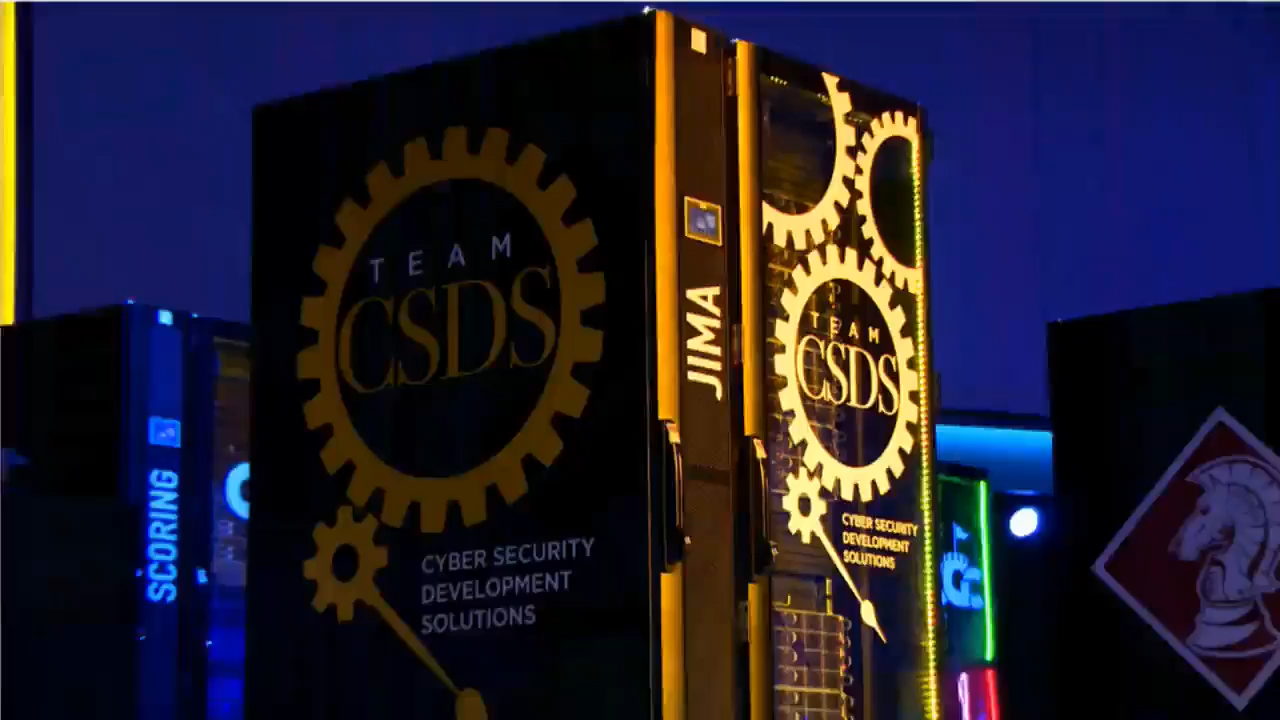 TEAM
CSDS
CYBER SECURITY
DEVELOPMENT
SOLUTIONS
JIMA
TEAM
CSDS
CYBER SECURITY
DEVELOPMENT
SOLUTIONS
SCORING